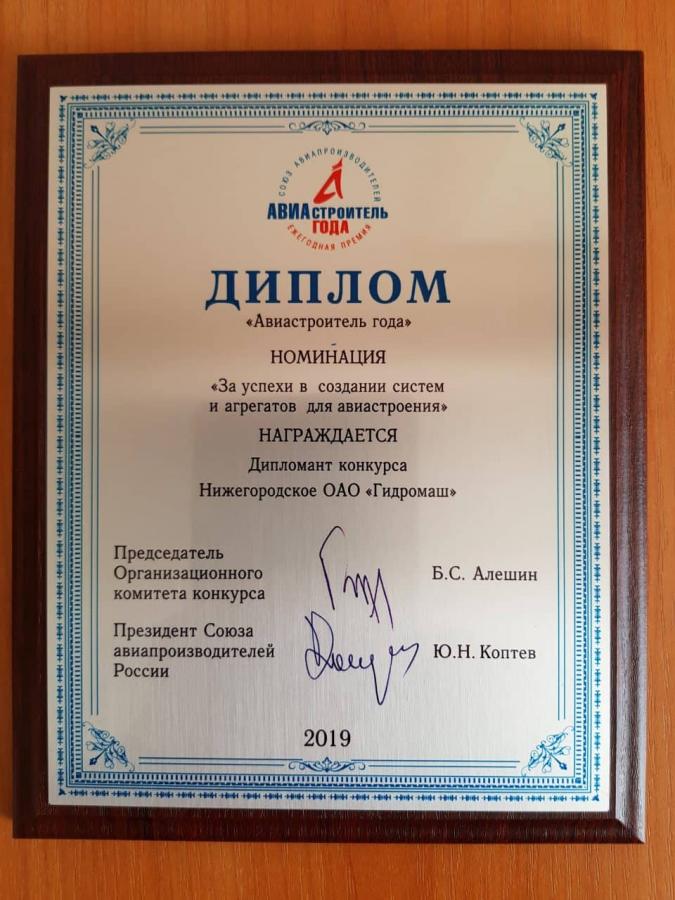 СОЮЗ АВИАПРОИЗВОДИТЕЛЕЙ
АВИАСТРОИТЕЛЬ
ГОДА
ЕЖЕГОДНАЯ ПРЕМИЯ
ДИПЛОМ
«Авиастроитель года»
НОМИНАЦИЯ
«За успехи в создании систем
и агрегатов для авиастроения»
НАГРАЖДАЕТСЯ
Дипломант конкурса
Нижегородское ОАО «Гидромаш»
Председатель
Организационного
комитета конкурса
Б.С. Алешин
Президент Союза
авиапроизводителей
России
Ю.Н. Коптев
2019